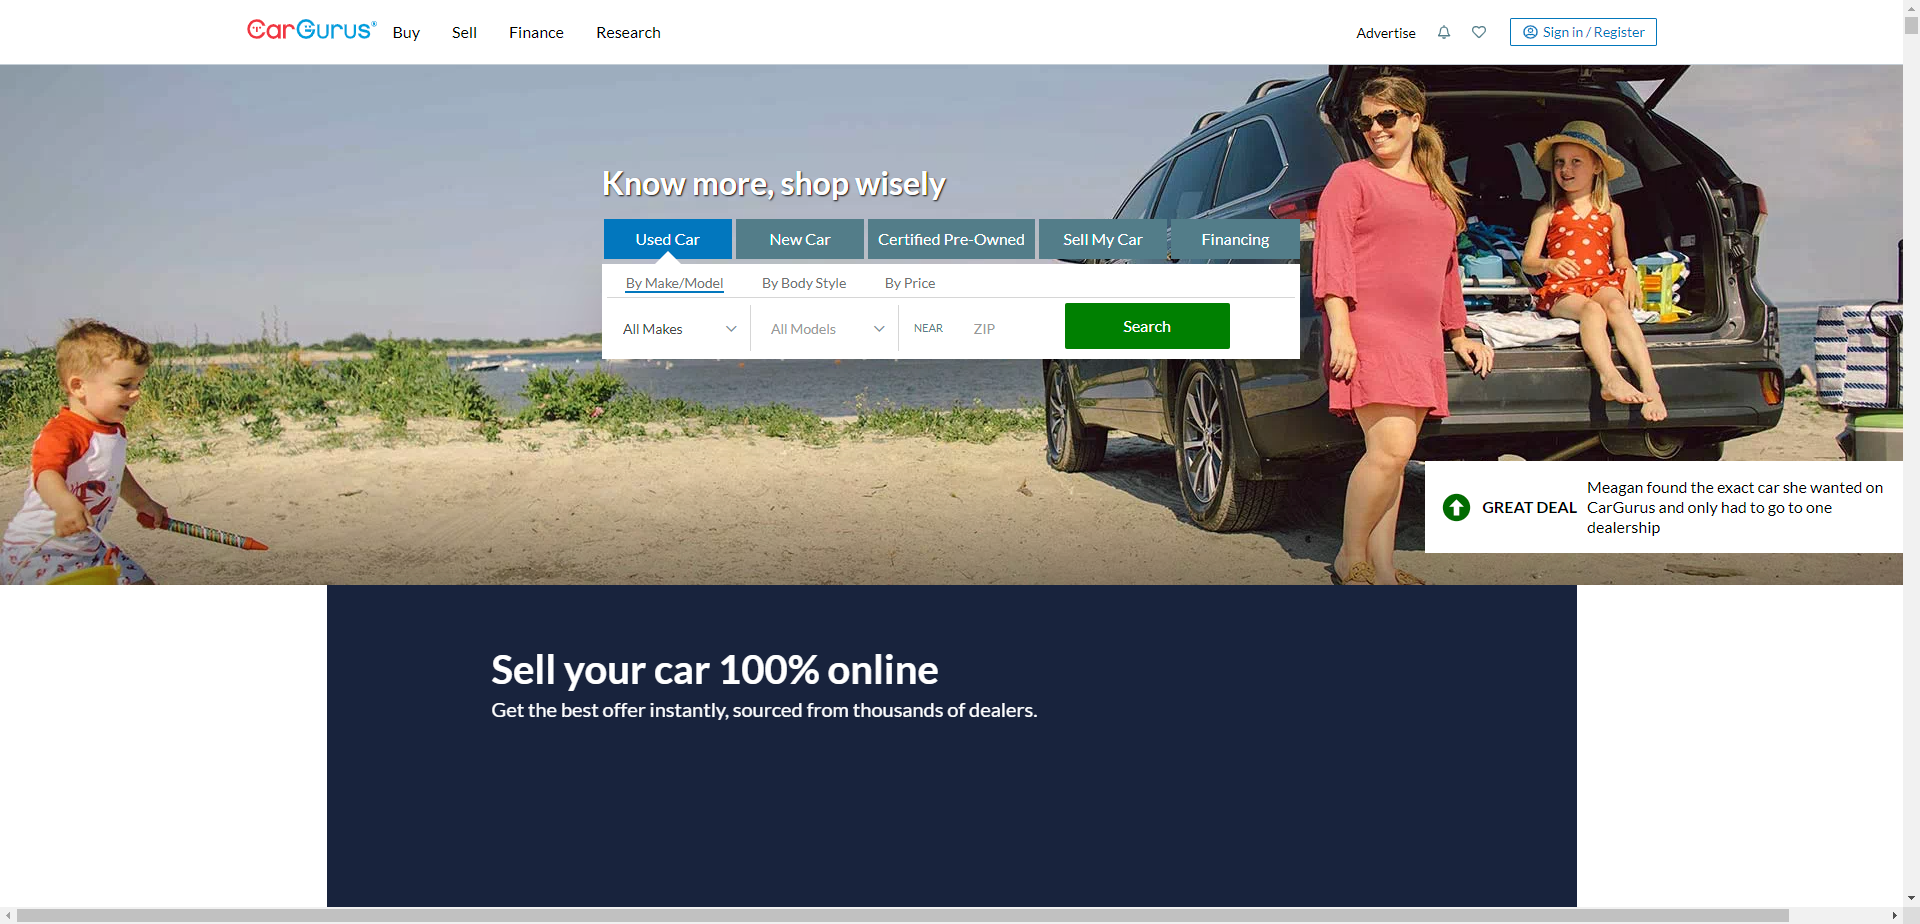 CarGurus®
Buy
Sell
Finance
Research
Advertise
Sign in / Register
Know more, shop wisely
Used Car
New Car
Certified Pre-Owned
Sell My Car
Financing
By Make/Model
By Body Style
By Price
All Makes
All Models
NEAR
ZIP
Search
GREAT DEAL
Meagan found the exact car she wanted on
CarGurus and only had to go to one
dealership
Sell your car 100% online
Get the best offer instantly, sourced from thousands of dealers.